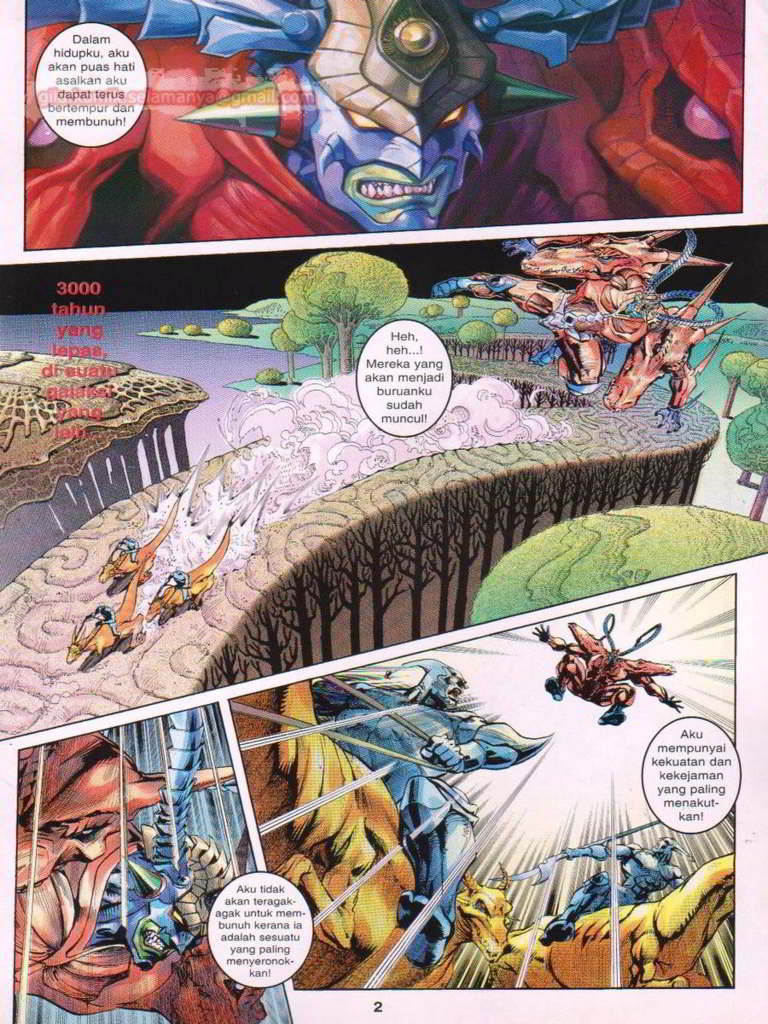 Dalam
hidupku, aku
akan puas hati
asalkan aku
dapat terus
bertempur dan
membunuh!
selamanya@gmail.com
3000
tahun
yang
lepas,
di suatu
galaksi
yang
lain...
Heh,
heh...!
Mereka yang
akan menjadi
buruanku
sudah
muncul!
Aku
mempunyai
kekuatan dan
kekejaman
yang paling
menakut-
kan!
Aku tidak
akan teragak-
agak untuk mem-
bunuh kerana ia
adalah sesuatu
yang paling
menyeronok-
kan!
2